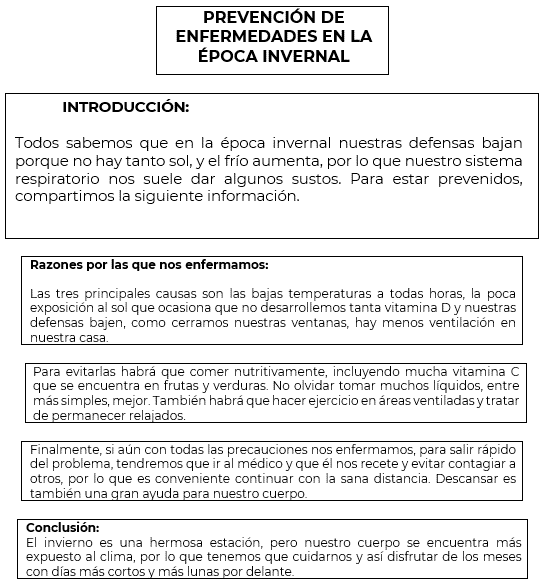 PREVENCIÓN DE
ENFERMEDADES EN LA
ÉPOCA INVERNAL
INTRODUCCIÓN:
Todos sabemos que en la época invernal nuestras defensas bajan
porque no hay tanto sol, y el frío aumenta, por lo que nuestro sistema
respiratorio nos suele dar algunos sustos. Para estar prevenidos,
compartimos la siguiente información.
Razones por las que nos enfermamos:
Las tres principales causas son las bajas temperaturas a todas horas, la poca
exposición al sol que ocasiona que no desarrollemos tanta vitamina D y nuestras
defensas bajen, como cerramos nuestras ventanas, hay menos ventilación en
nuestra casa.
Para evitarlas habrá que comer nutritivamente, incluyendo mucha vitamina C
que se encuentra en frutas y verduras. No olvidar tomar muchos líquidos, entre
más simples, mejor. También habrá que hacer ejercicio en áreas ventiladas y tratar
de permanecer relajados.
Finalmente, si aún con todas las precauciones nos enfermamos, para salir rápido
del problema, tendremos que ir al médico y que él nos recete y evitar contagiar a
otros, por lo que es conveniente continuar con la sana distancia. Descansar es
también una gran ayuda para nuestro cuerpo.
Conclusión:
El invierno es una hermosa estación, pero nuestro cuerpo se encuentra más
expuesto al clima, por lo que tenemos que cuidarnos y así disfrutar de los meses
con días más cortos y más lunas por delante.